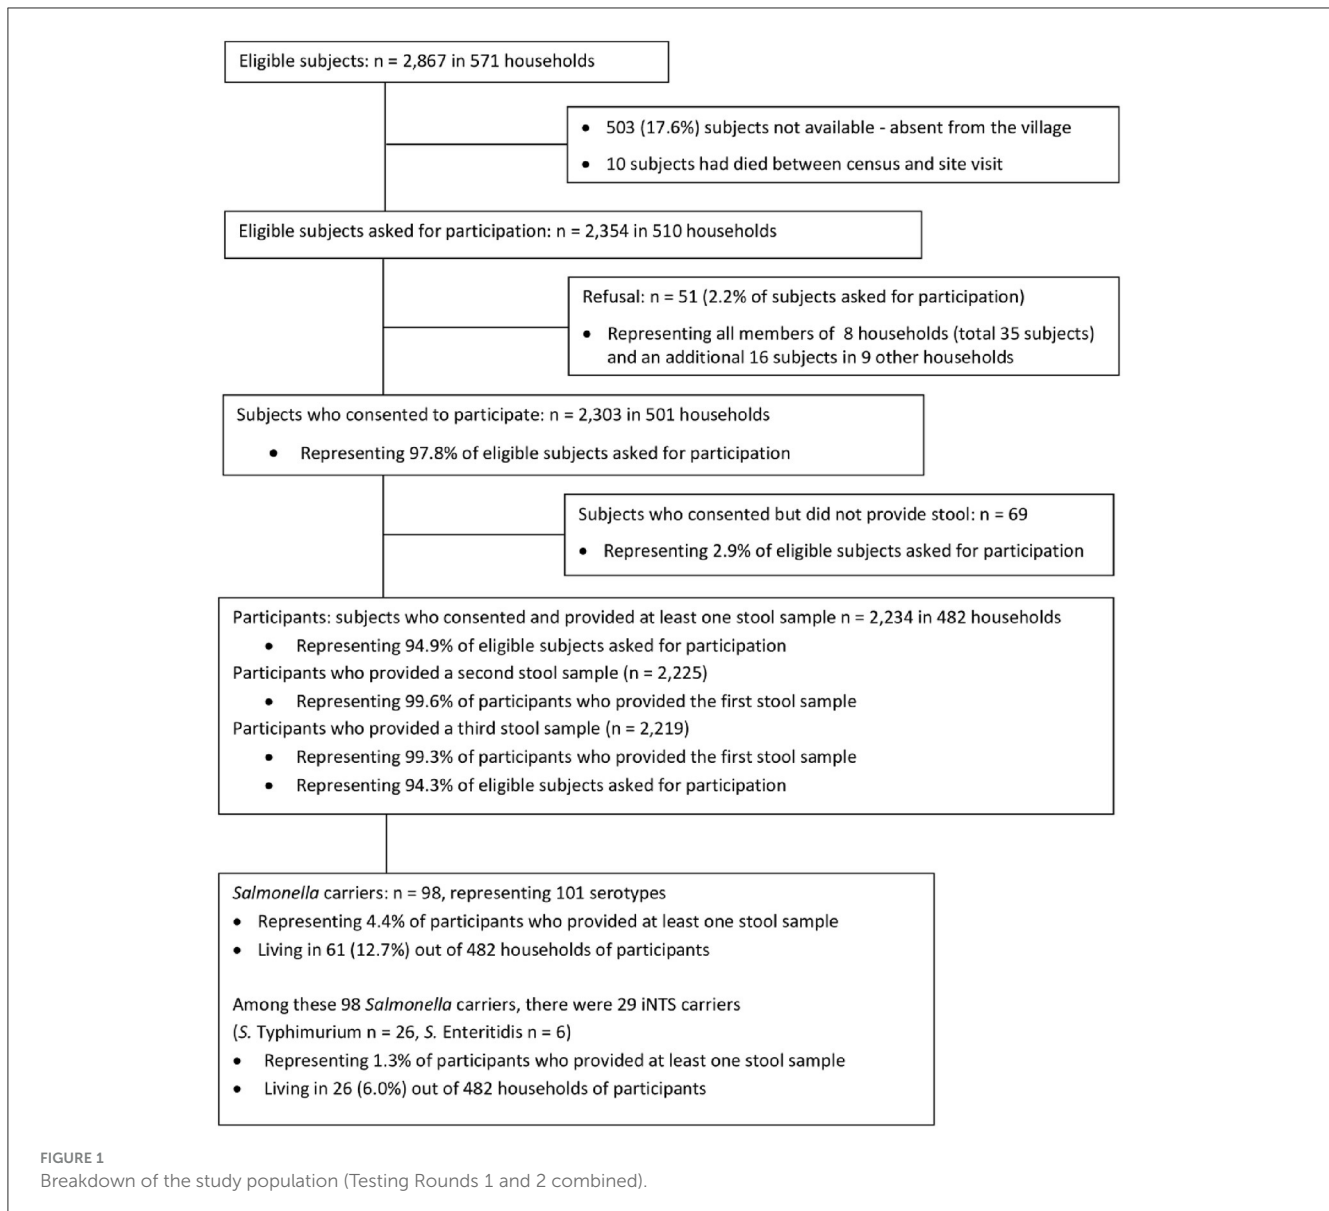 Eligible subjects: n = 2,867 in 571 households
• 503 (17.6%) subjects not available - absent from the village
• 10 subjects had died between census and site visit
Eligible subjects asked for participation: n = 2,354 in 510 households
Refusal: n = 51 (2.2% of subjects asked for participation)
• Representing all members of 8 households (total 35 subjects)
and an additional 16 subjects in 9 other households
Subjects who consented to participate: n = 2,303 in 501 households
• Representing 97.8% of eligible subjects asked for participation
Subjects who consented but did not provide stool: n = 69
• Representing 2.9% of eligible subjects asked for participation
Participants: subjects who consented and provided at least one stool sample n = 2,234 in 482 households
• Representing 94.9% of eligible subjects asked for participation
Participants who provided a second stool sample (n = 2,225)
• Representing 99.6% of participants who provided the first stool sample
Participants who provided a third stool sample (n = 2,219)
• Representing 99.3% of participants who provided the first stool sample
• Representing 94.3% of eligible subjects asked for participation
Salmonella carriers: n = 98, representing 101 serotypes
• Representing 4.4% of participants who provided at least one stool sample
• Living in 61 (12.7%) out of 482 households of participants
Among these 98 Salmonella carriers, there were 29 iNTS carriers
(S. Typhimurium n = 26, S. Enteritidis n = 6)
• Representing 1.3% of participants who provided at least one stool sample
• Living in 26 (6.0%) out of 482 households of participants
FIGURE 1
Breakdown of the study population (Testing Rounds 1 and 2 combined).